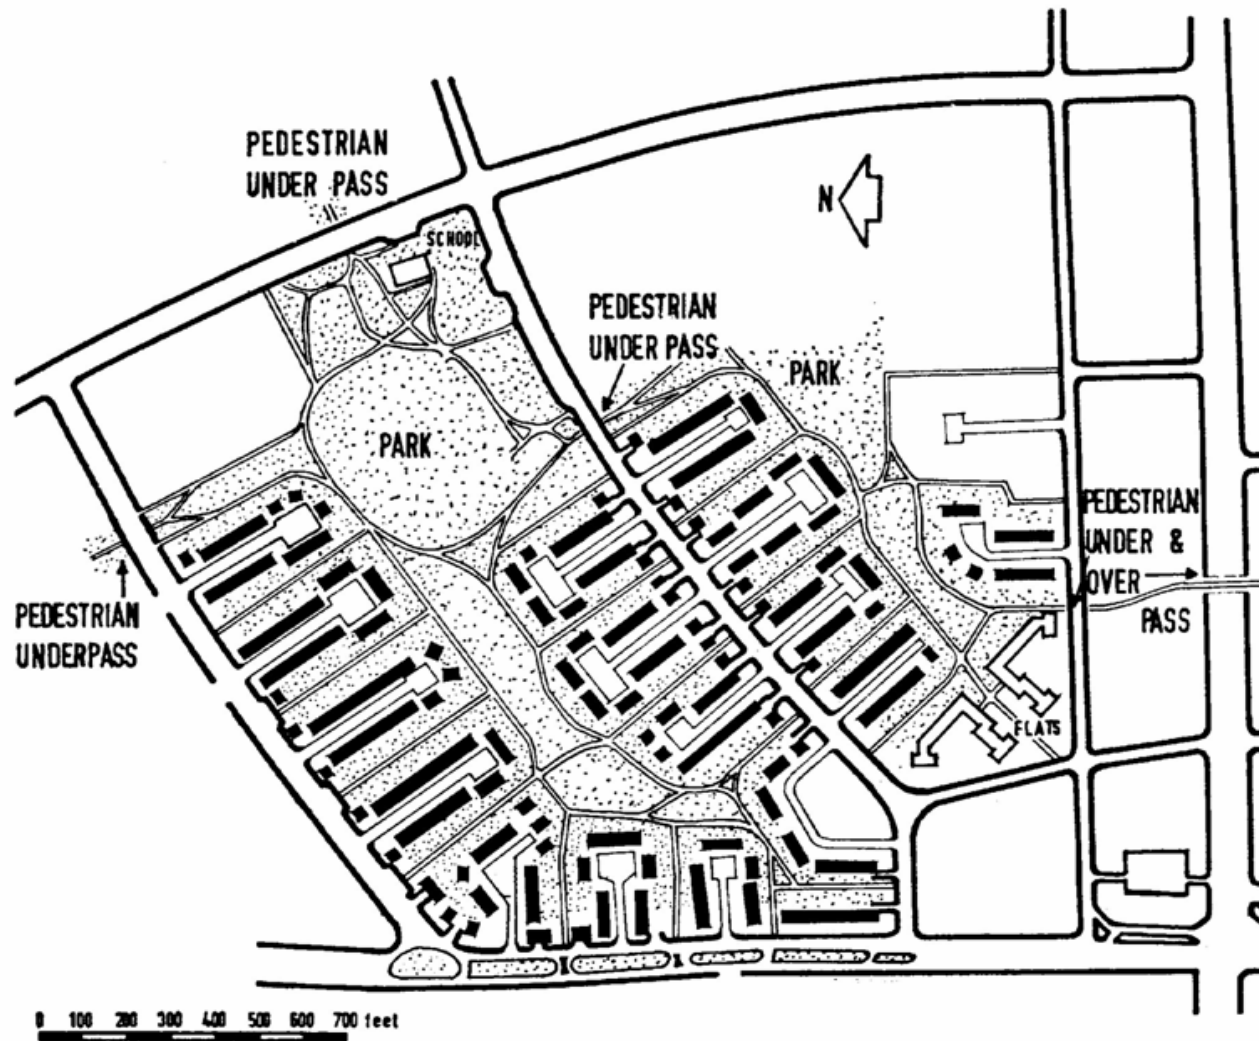 PEDESTRIAN
UNDER PASS
SCHOOL
N
PEDESTRIAN
UNDER PASS
PARK
PARK
PEDESTRIAN
UNDER &
OVER
PASS
PEDESTRIAN
UNDERPASS
FLATS
0 100 200 300 400 500 600 700 feet